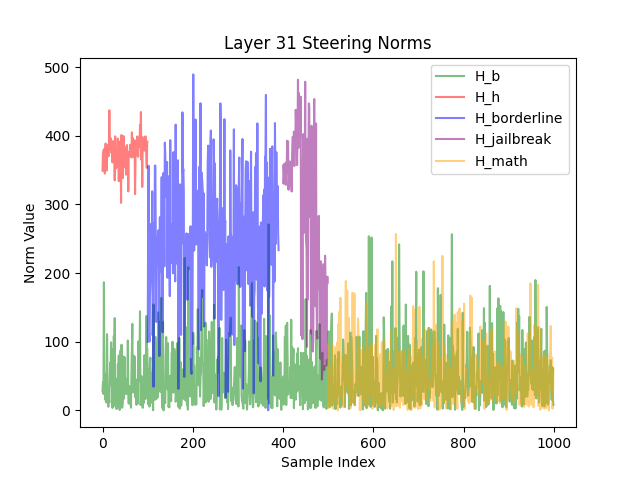 Layer 31 Steering Norms
H_b
H_h
H_borderline
H_jailbreak
H_math
Norm Value
500
400
300
200
100
0
0 200 400 600 800 1000
Sample Index